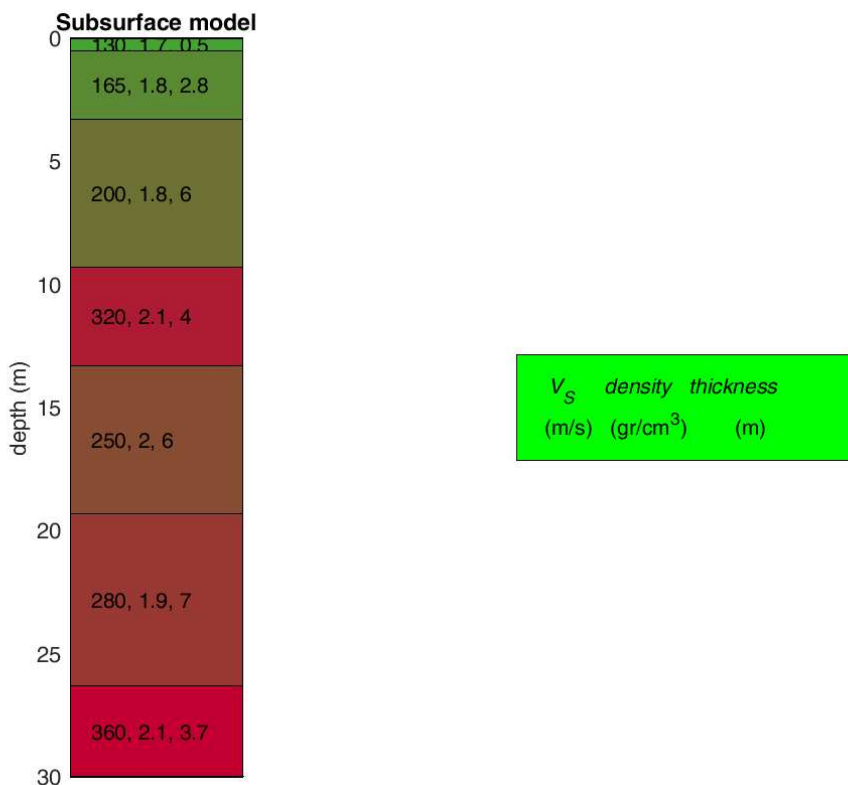 Subsurface model
0
130, 1.7, 0.5
165, 1.8, 2.8
5
200, 1.8, 6
10
320, 2.1, 4
depth (m)
15
250, 2, 6
20
280, 1.9, 7
25
360, 2.1, 3.7
30
V_S density thickness
(m/s) (gr/cm³) (m)